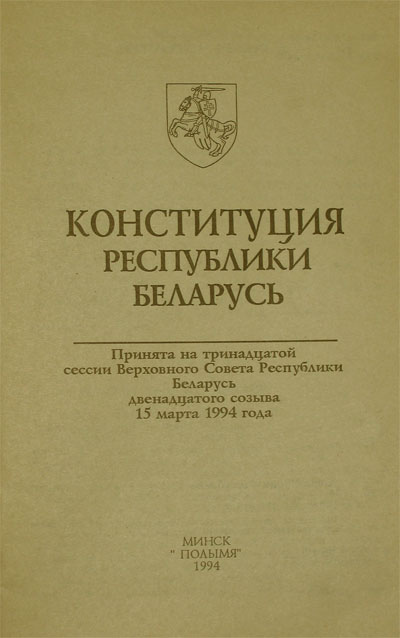 КОНСТИТУЦИЯ
РЕСПУБЛИКИ
БЕЛАРУСЬ
Принята на тринадцатой
сессии Верховного Совета Республики
Беларусь
двенадцатого созыва
15 марта 1994 года
МИНСК
" ПОЛЫМЯ"
1994